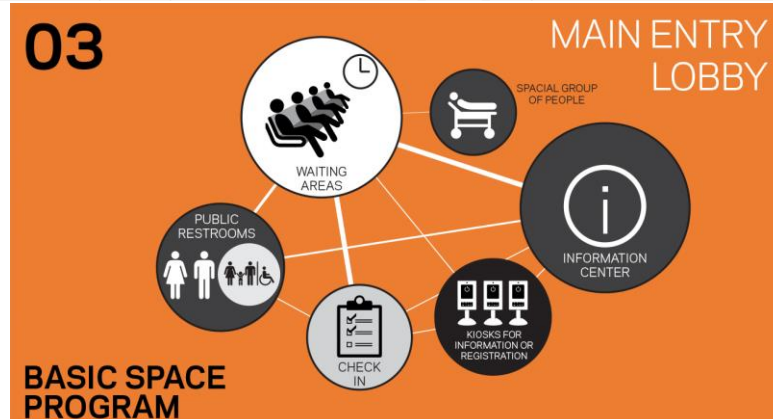 03
MAIN ENTRY
LOBBY
SPACIAL GROUP
OF PEOPLE
WAITING
AREAS
PUBLIC
RESTROOMS
i
INFORMATION
CENTER
KIOSKS FOR
INFORMATION OR
REGISTRATION
CHECK
IN
BASIC SPACE
PROGRAM